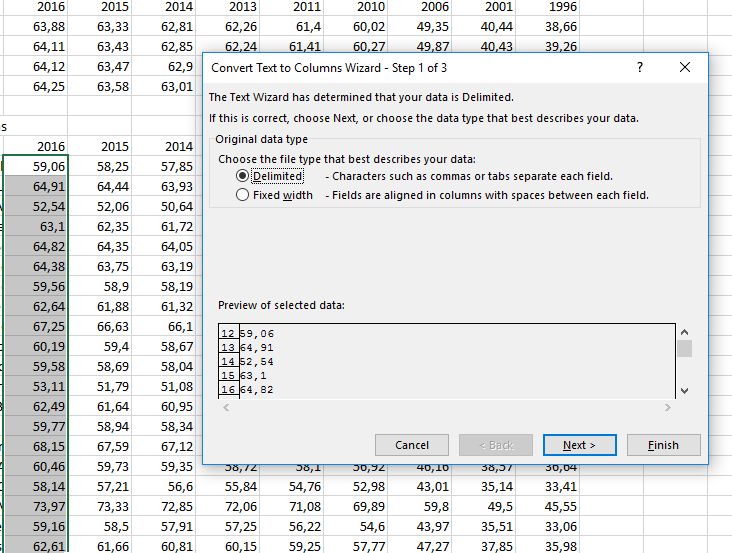 2016 2015 2014 2013 2011 2010 2006 2001 1996
63,88 63,33 62,81 62,26 61,4 60,02 49,35 40,44 38,66
64,11 63,43 62,85 62,24 61,41 60,27 49,87 40,43 39,26
64,12 63,47 62,9
64,25 63,58 63,01
s
2016 2015 2014
59,06 58,25 57,85
64,91 64,44 63,93
52,54 52,06 50,64
63,1 62,35 61,72
64,82 64,35 64,05
64,38 63,75 63,19
59,56 58,9 58,19
62,64 61,88 61,32
67,25 66,63 66,1
60,19 59,4 58,67
59,58 58,69 58,04
53,11 51,79 51,08
62,49 61,64 60,95
59,77 58,94 58,34
68,15 67,59 67,12
Convert Text to Columns Wizard - Step 1 of 3 ?
The Text Wizard has determined that your data is Delimited.
If this is correct, choose Next, or choose the data type that best describes your data.
Original data type
Choose the file type that best describes your data:
Delimited - Characters such as commas or tabs separate each field.
Fixed width - Fields are aligned in columns with spaces between each field.
Preview of selected data:
12 59,06
13 64,91
14 52,54
15 63,1
16 64,82
Cancel < Back Next > Finish
60,46 59,73 59,35 58,72 58,1 56,92 46,16 38,57 36,64
58,14 57,21 56,6 55,84 54,76 52,98 43,01 35,14 33,41
73,97 73,33 72,85 72,06 71,08 69,89 59,8 49,5 45,55
59,16 58,5 57,91 57,25 56,22 54,6 43,97 35,51 33,06
62,61 61,66 60,81 60,15 59,25 57,77 47,27 37,85 35,98